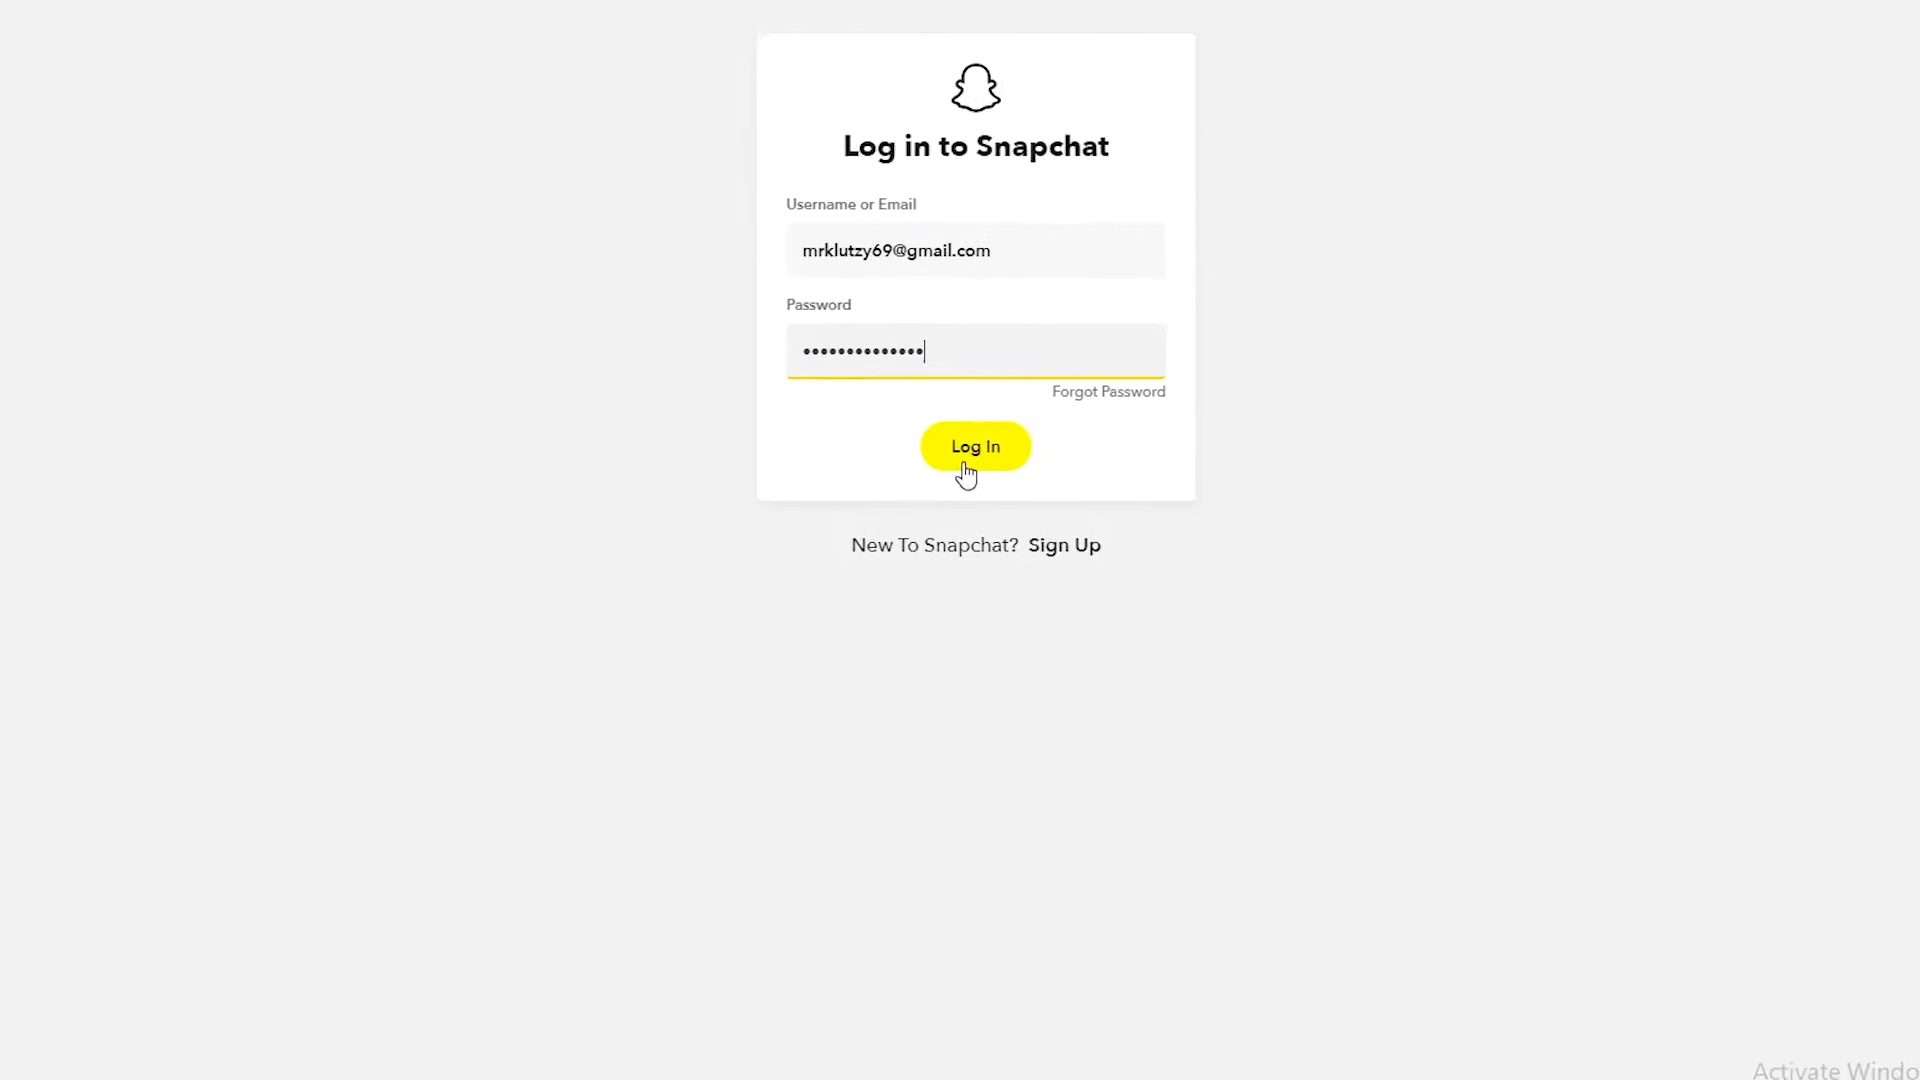 Log in to Snapchat
Username or Email
mrklutzy69@gmail.com
Password
••••••••••••••
Forgot Password
Log In
New To Snapchat? Sign Up
Activate Windo